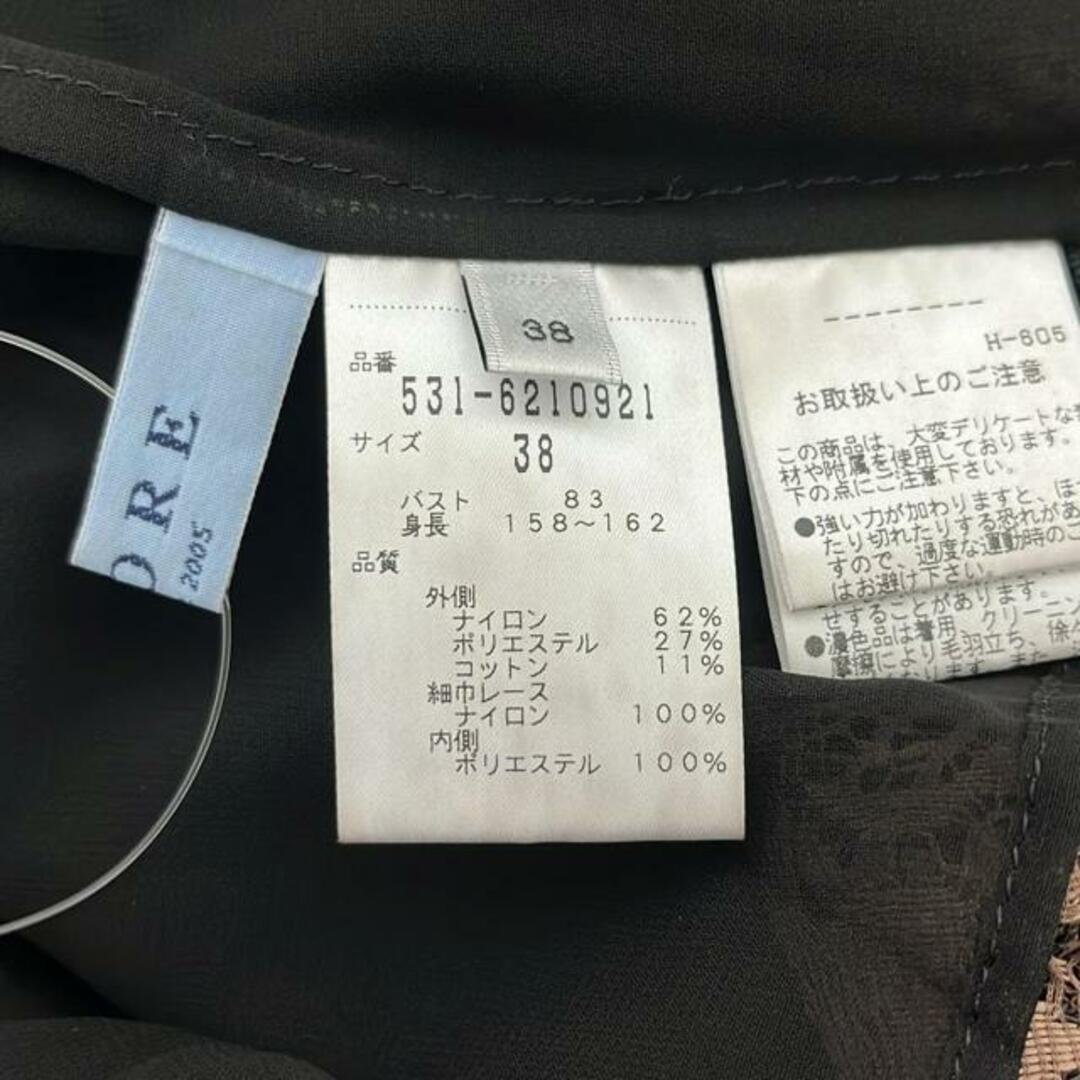 ORE
2005
38
品番
531-6210921
サイズ 38
バスト 83
身長 158～162
品質
外側
ナイロン 62%
ポリエステル 27%
コットン 11%
細巾レース
ナイロン 100%
内側
ポリエステル 100%
H-605
お取扱い上のご注意
この商品は、大変デリケートな
材や附属を使用しております。
下の点にご注意下さい。
●強い力が加わりますと、ほ
たり切れたりする恐れがあ
すので、過度な運動時のご
はお避け下さい。
せすることがあります。
●濃色品は着用、クリーニン
摩擦により毛羽立ち、徐々